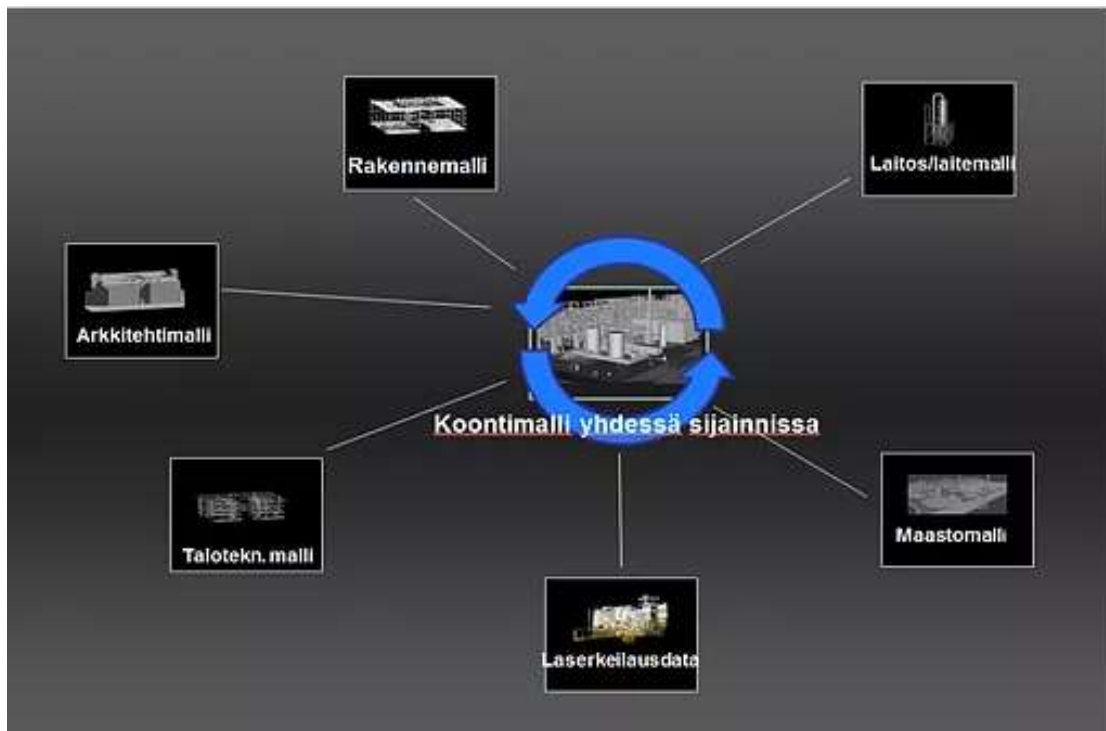 Rakennemalli
Laitos/laitemalli
Arkkitehtimalli
Koontimalli yhdessä sijainnissa
Talotekn. malli
Maastomalli
Laserkeilausdata